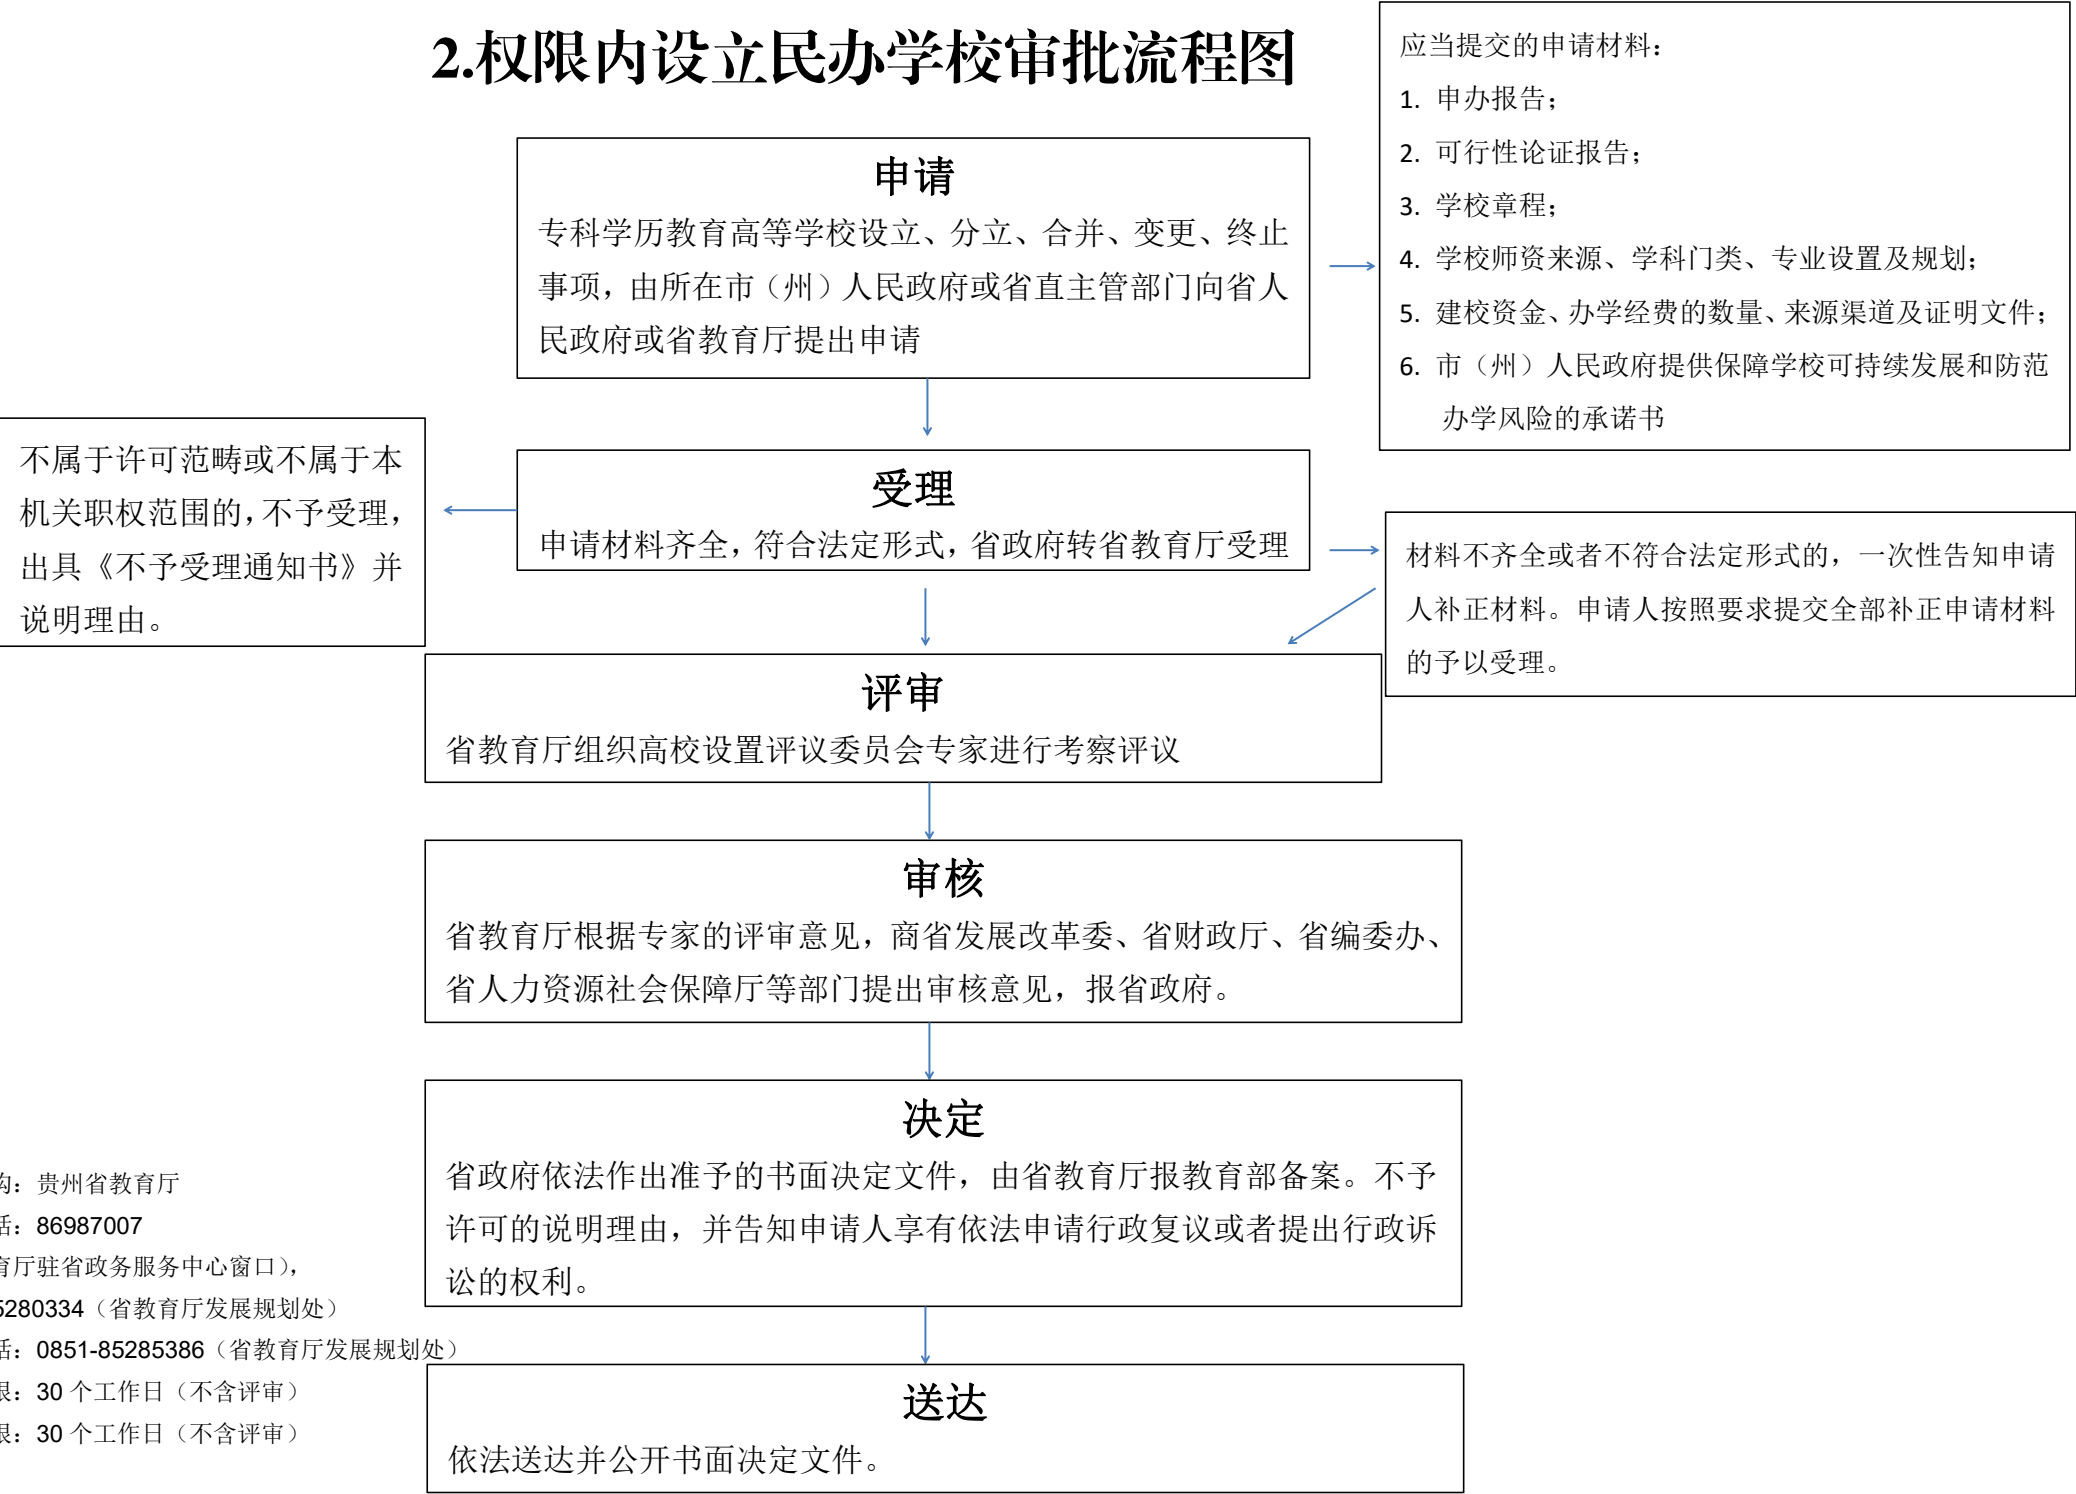 2.权限内设立民办学校审批流程图
应当提交的申请材料：
1. 申办报告；
2. 可行性论证报告；
3. 学校章程；
4. 学校师资来源、学科门类、专业设置及规划；
5. 建校资金、办学经费的数量、来源渠道及证明文件；
6. 市（州）人民政府提供保障学校可持续发展和防范
办学风险的承诺书
申请
专科学历教育高等学校设立、分立、合并、变更、终止
事项，由所在市（州）人民政府或省直主管部门向省人
民政府或省教育厅提出申请
不属于许可范畴或不属于本
机关职权范围的，不予受理，
出具《不予受理通知书》并
说明理由。
受理
申请材料齐全，符合法定形式，省政府转省教育厅受理
材料不齐全或者不符合法定形式的，一次性告知申请
人补正材料。申请人按照要求提交全部补正申请材料
的予以受理。
评审
省教育厅组织高校设置评议委员会专家进行考察评议
审核
省教育厅根据专家的评审意见，商省发展改革委、省财政厅、省编委办、
省人力资源社会保障厅等部门提出审核意见，报省政府。
决定
省政府依法作出准予的书面决定文件，由省教育厅报教育部备案。不予
许可的说明理由，并告知申请人享有依法申请行政复议或者提出行政诉
讼的权利。
构：贵州省教育厅
话：86987007
育厅驻省政务服务中心窗口），
5280334（省教育厅发展规划处）
话：0851-85285386（省教育厅发展规划处）
限：30 个工作日（不含评审）
限：30 个工作日（不含评审）
送达
依法送达并公开书面决定文件。